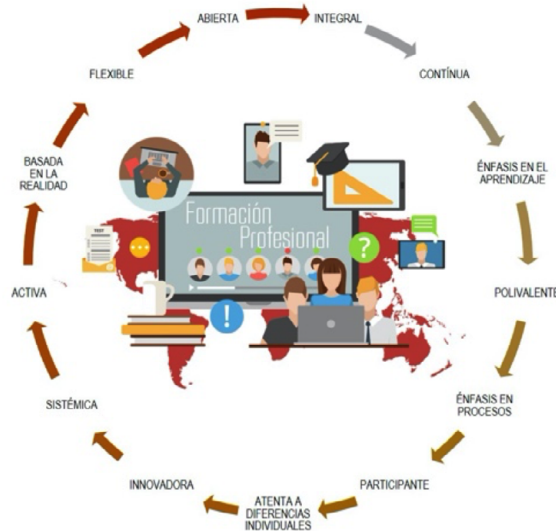 ABIERTA
INTEGRAL
CONTÍNUA
ÉNFASIS EN EL
APRENDIZAJE
POLIVALENTE
ÉNFASIS EN
PROCESOS
PARTICIPANTE
ATENTA A
DIFERENCIAS
INDIVIDUALES
INNOVADORA
SISTÉMICA
ACTIVA
BASADA
EN LA
REALIDAD
FLEXIBLE
Formación
Profesional
TEST
?
!